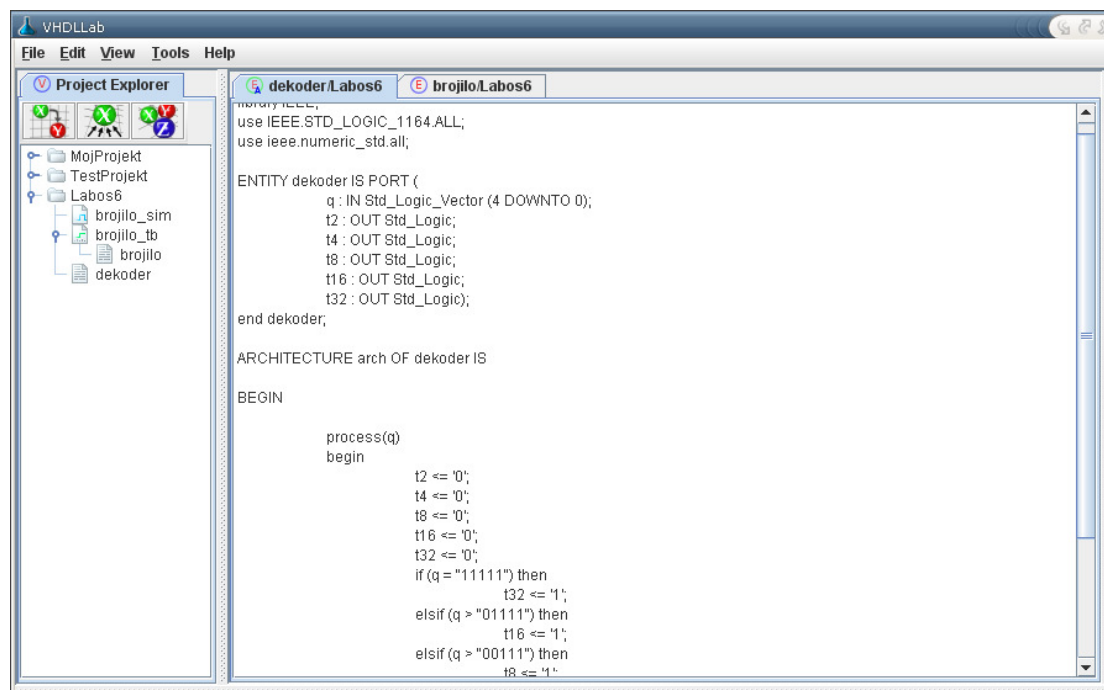 VHDLLab
File Edit View Tools Help
Project Explorer
MojProjekt
TestProjekt
Labos6
brojilo_sim
brojilo_tb
brojilo
dekoder
dekoder/Labos6 brojilo/Labos6
library IEEE;
use IEEE.STD_LOGIC_1164.ALL;
use ieee.numeric_std.all;
ENTITY dekoder IS PORT (
q : IN Std_Logic_Vector (4 DOWNTO 0);
t2 : OUT Std_Logic;
t4 : OUT Std_Logic;
t8 : OUT Std_Logic;
t16 : OUT Std_Logic;
t32 : OUT Std_Logic);
end dekoder;
ARCHITECTURE arch OF dekoder IS
BEGIN
process(q)
begin
t2 <= '0';
t4 <= '0';
t8 <= '0';
t16 <= '0';
t32 <= '0';
if (q = "11111") then
t32 <= '1';
elsif (q > "01111") then
t16 <= '1';
elsif (q > "00111") then
t8 <= '1';